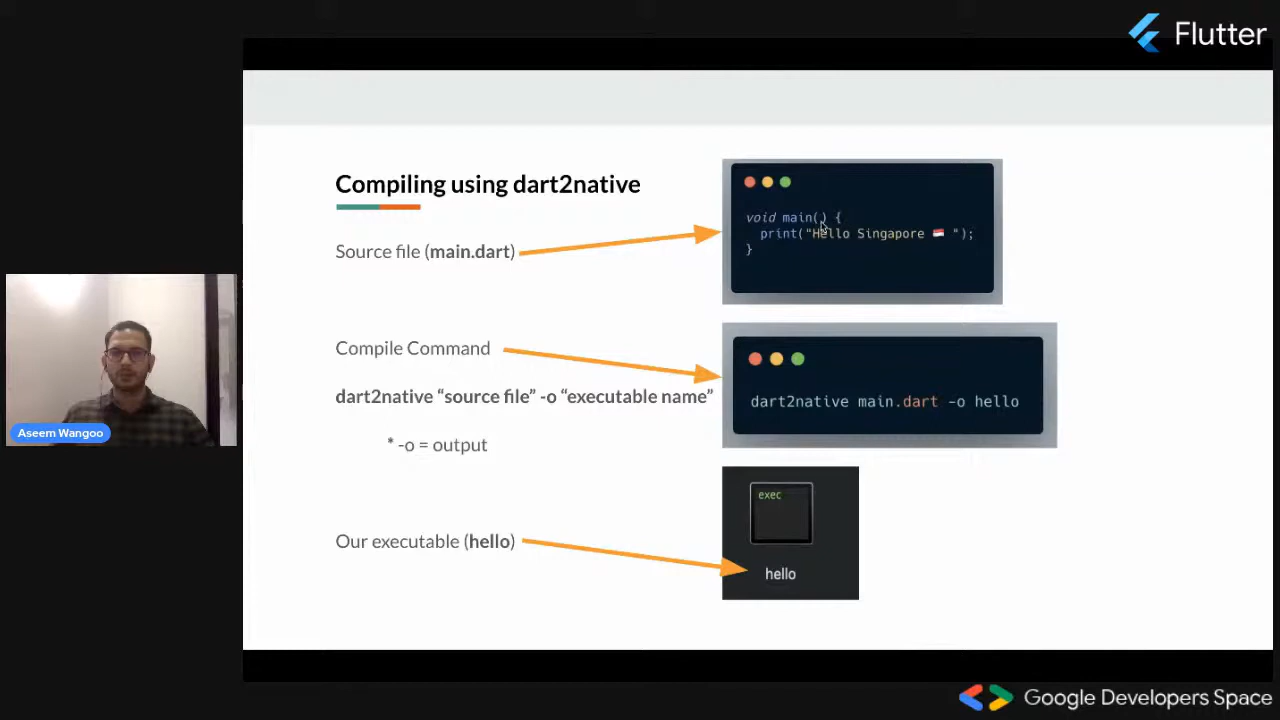 Flutter
Compiling using dart2native
Source file (main.dart)
void main() {
print("Hello Singapore 🇸🇬 ");
}
Compile Command
dart2native “source file” -o “executable name”
* -o = output
dart2native main.dart -o hello
Our executable (hello)
exec
hello
Aseem Wangoo
Google Developers Space